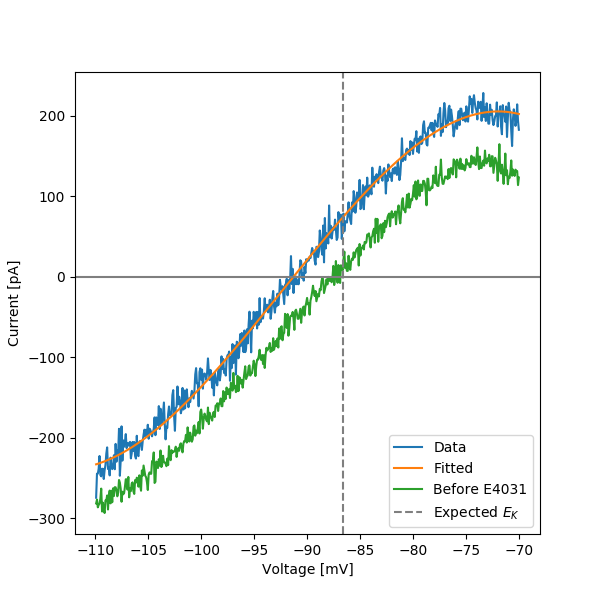 200
100
0
−100
−200
−300
Current [pA]
Data
Fitted
Before E4031
Expected E_K
−110 −105 −100 −95 −90 −85 −80 −75 −70
Voltage [mV]